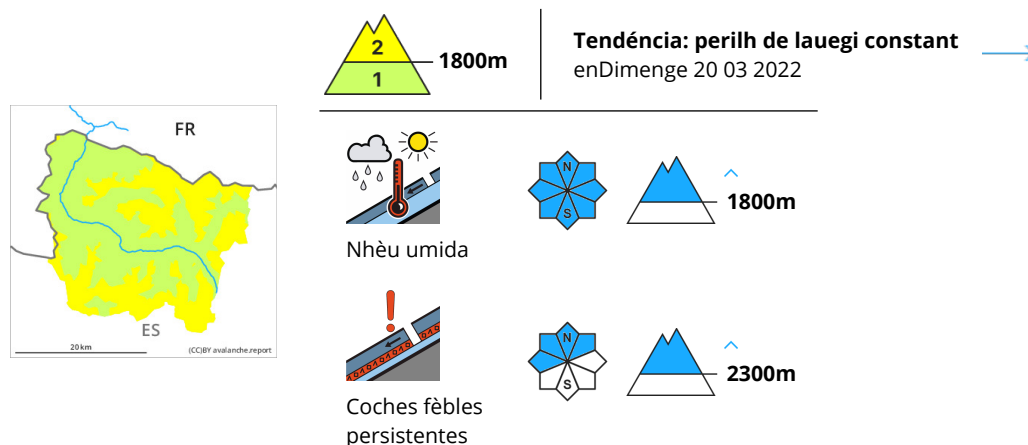 2
1
1800m
Tendéncia: perilh de lauegi constant
enDimenge 20 03 2022
FR
ES
20 km
(CC)BY avalanche.report
N
S
1800m
Nhèu umida
N
S
2300m
Coches fèbles
persistentes